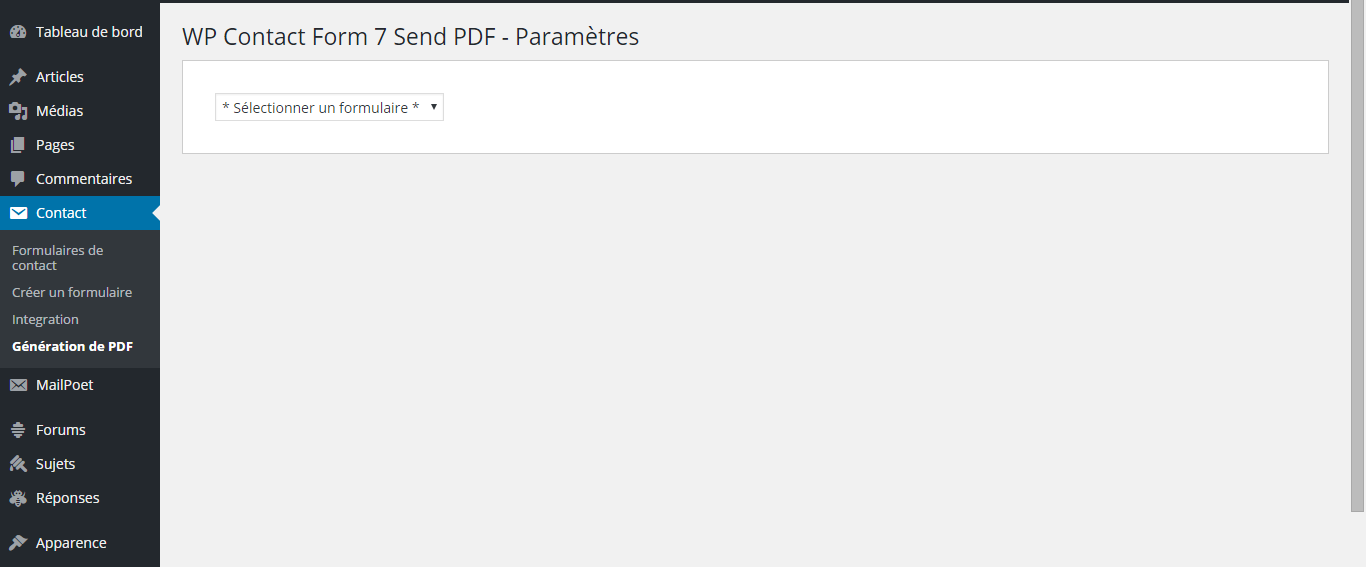 Tableau de bord
Articles
Médias
Pages
Commentaires
Contact
Formulaires de
contact
Créer un formulaire
Integration
Génération de PDF
MailPoet
Forums
Sujets
Réponses
Apparence
WP Contact Form 7 Send PDF - Paramètres
* Sélectionner un formulaire *